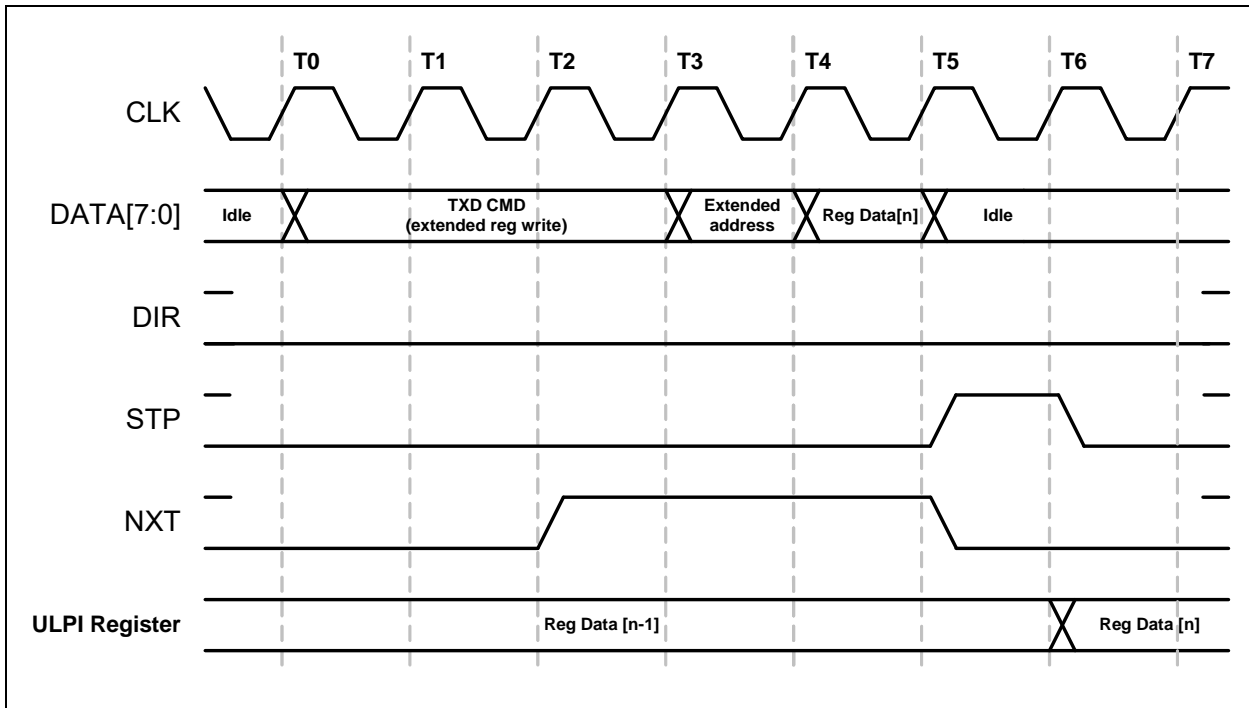 T0 T1 T2 T3 T4 T5 T6 T7
CLK
DATA[7:0] Idle TXD CMD Extended Reg Data[n] Idle
(extended reg write) address
DIR
STP
NXT
ULPI Register Reg Data [n-1] Reg Data [n]